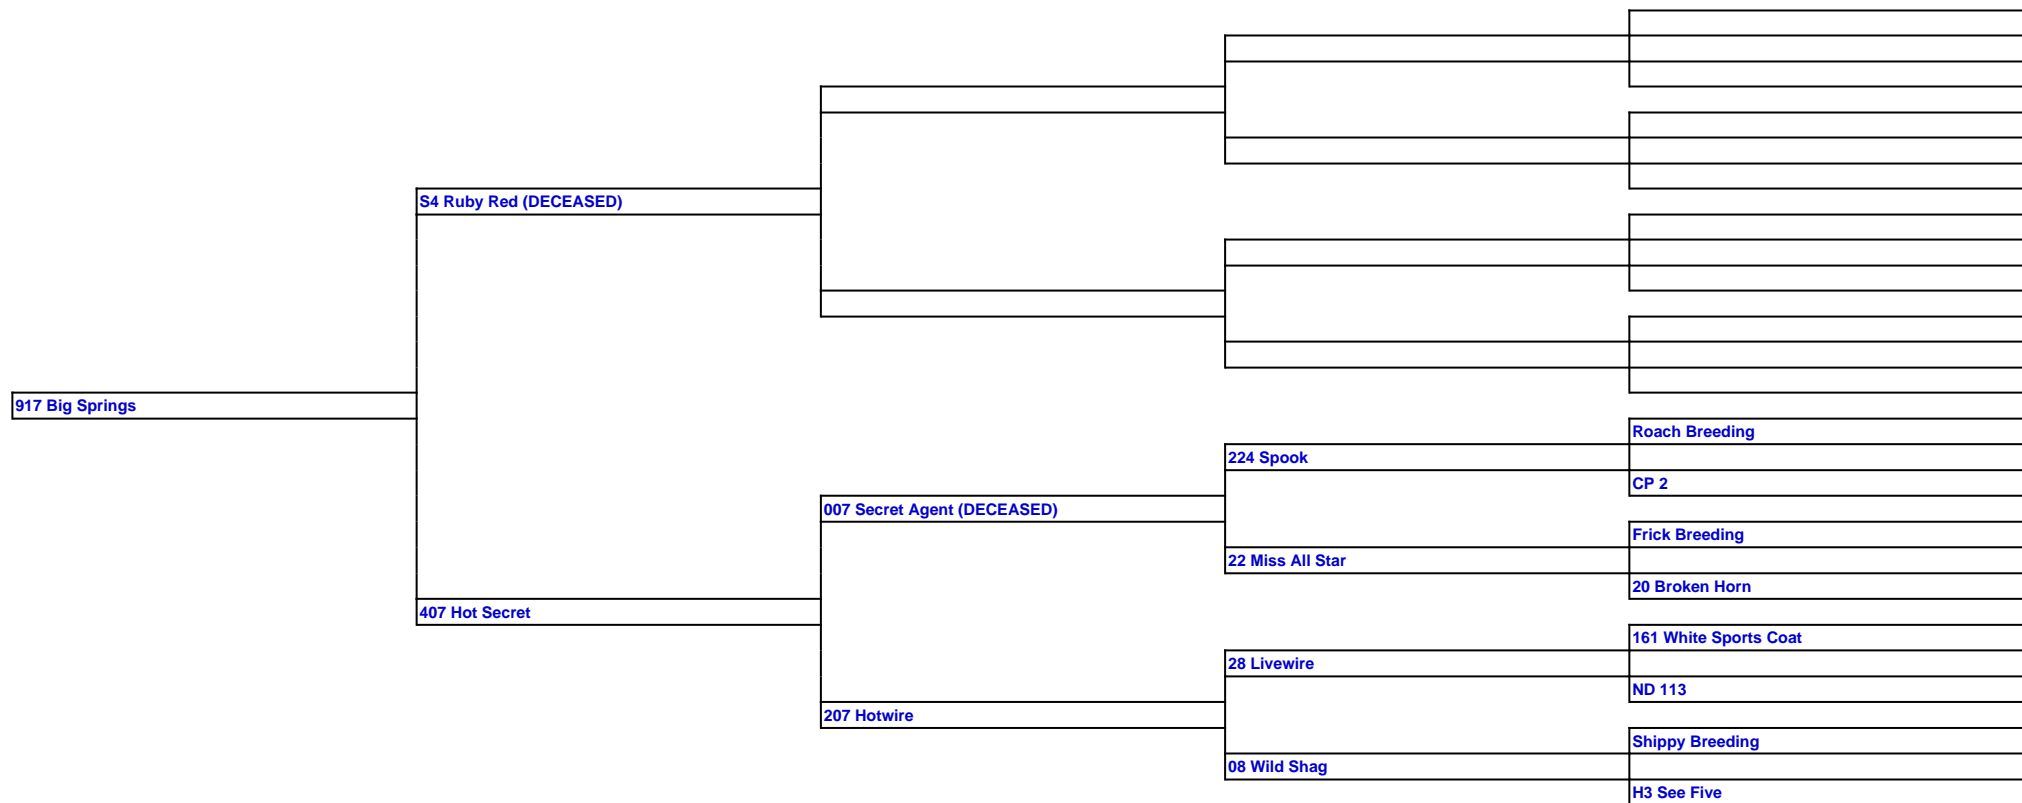 S4 Ruby Red (DECEASED)
917 Big Springs
Roach Breeding
224 Spook
CP 2
007 Secret Agent (DECEASED)
Frick Breeding
22 Miss All Star
20 Broken Horn
407 Hot Secret
161 White Sports Coat
28 Livewire
ND 113
207 Hotwire
Shippy Breeding
08 Wild Shag
H3 See Five